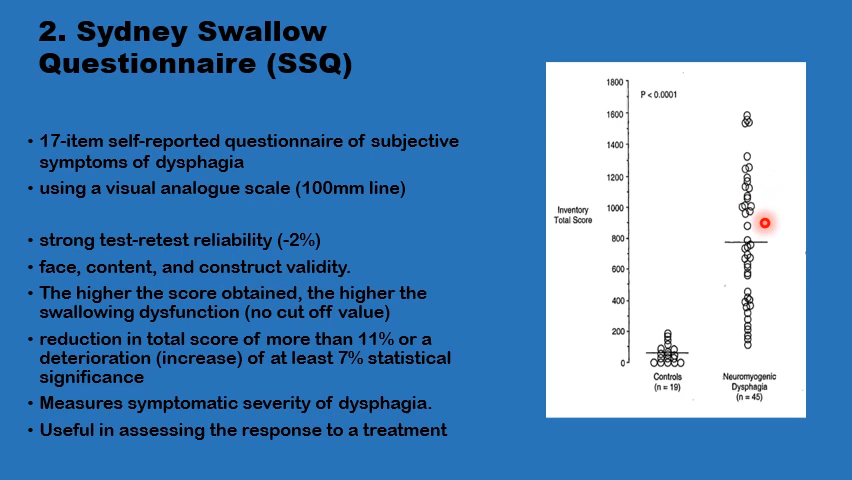 2. Sydney Swallow
Questionnaire (SSQ)
• 17-item self-reported questionnaire of subjective
symptoms of dysphagia
• using a visual analogue scale (100mm line)
• strong test-retest reliability (-2%)
• face, content, and construct validity.
• The higher the score obtained, the higher the
swallowing dysfunction (no cut off value)
• reduction in total score of more than 11% or a
deterioration (increase) of at least 7% statistical
significance
• Measures symptomatic severity of dysphagia.
• Useful in assessing the response to a treatment
1800
P < 0.0001
1600
1400
1200
Inventory
Total Score
1000
800
600
400
200
0
Controls
(n = 19)
Neuromyogenic
Dysphagia
(n = 45)